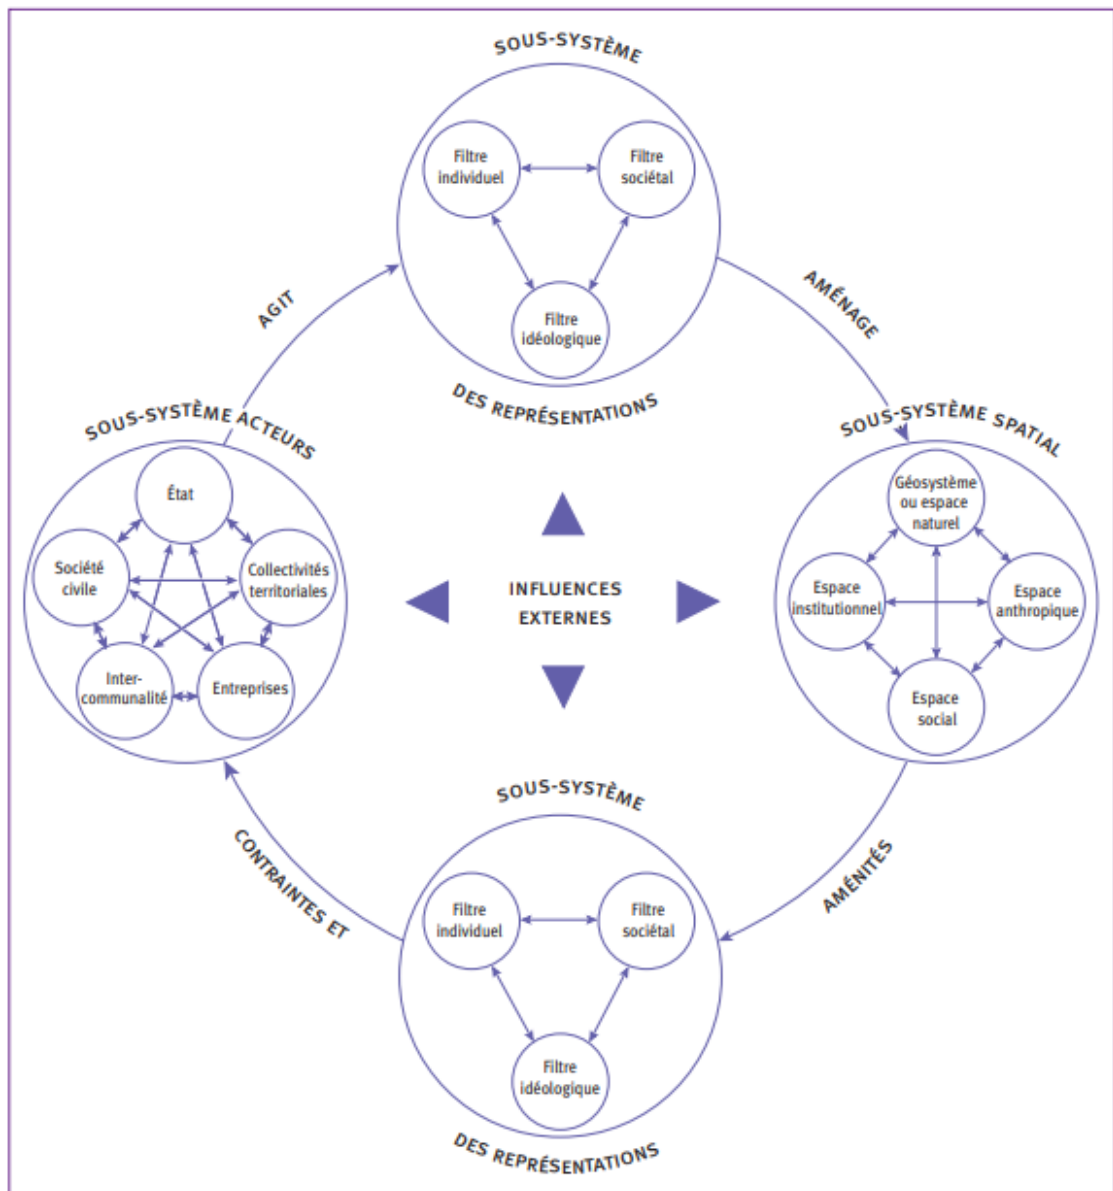 SOUS-SYSTÈME
Filtre
individuel
Filtre
sociétal
Filtre
idéologique
DES REPRÉSENTATIONS
AGIT
AMÉNAGE
SOUS-SYSTÈME ACTEURS
État
Société
civile
Collectivités
territoriales
Inter-
communalité
Entreprises
INFLUENCES
EXTERNES
SOUS-SYSTÈME SPATIAL
Géosystème
ou espace
naturel
Espace
institutionnel
Espace
anthropique
Espace
social
CONTRAINTES ET
AMÉNITÉS
SOUS-SYSTÈME
Filtre
individuel
Filtre
sociétal
Filtre
idéologique
DES REPRÉSENTATIONS